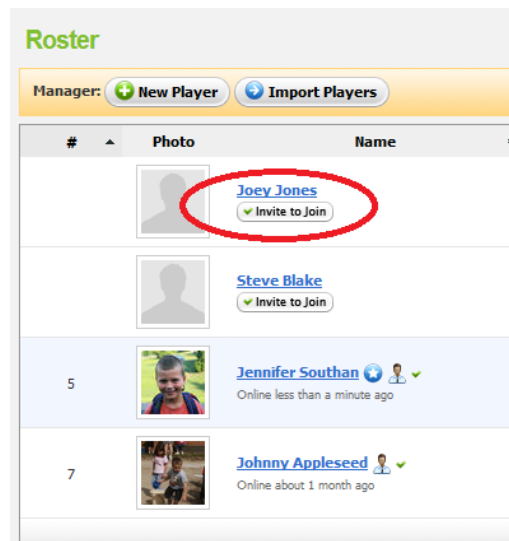 Roster
Manager: New Player Import Players
# Photo Name
Joey Jones
Invite to Join
Steve Blake
Invite to Join
5
Jennifer Southan
Online less than a minute ago
7
Johnny Appleseed
Online about 1 month ago